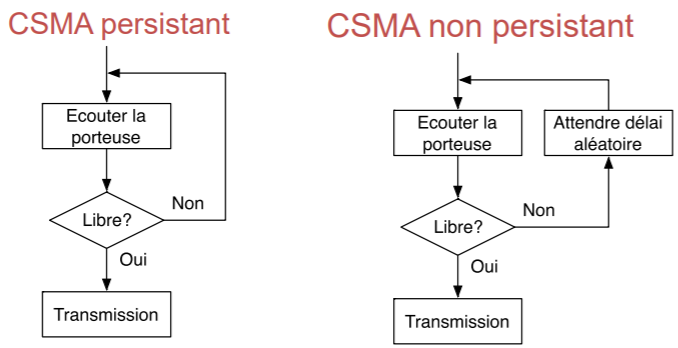 CSMA persistant
Ecouter la
porteuse
Libre?
Non
Oui
Transmission
CSMA non persistant
Ecouter la
porteuse
Attendre délai
aléatoire
Libre?
Non
Oui
Transmission